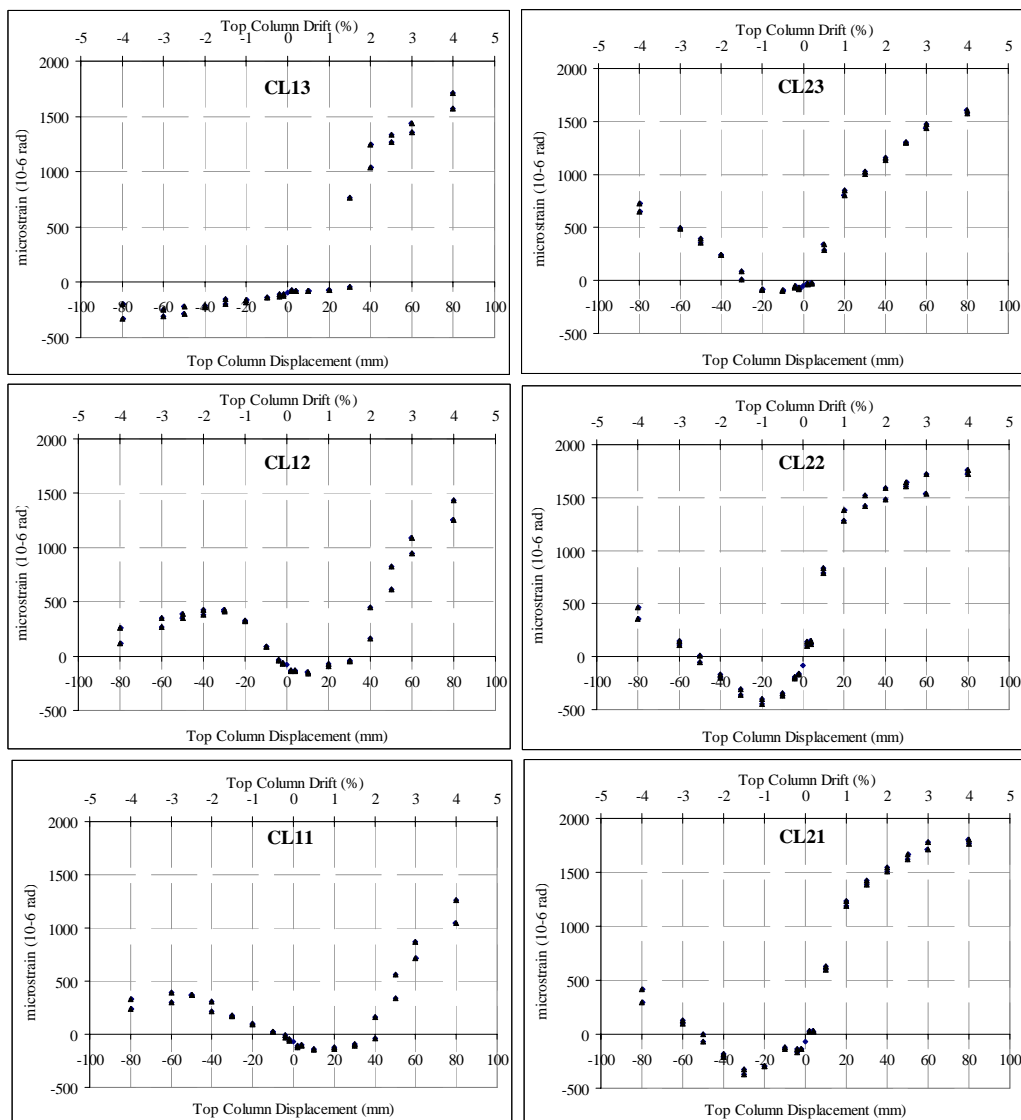 Top Column Drift (%)
-5 -4 -3 -2 -1 0 1 2 3 4 5
CL13
microstrain (10-6 rad)
2000
1500
1000
500
0
-500
-100 -80 -60 -40 -20 0 20 40 60 80 100
Top Column Displacement (mm)
Top Column Drift (%)
-5 -4 -3 -2 -1 0 1 2 3 4 5
CL23
microstrain (10-6 rad)
2000
1500
1000
500
0
-500
-100 -80 -60 -40 -20 0 20 40 60 80 100
Top Column Displacement (mm)
Top Column Drift (%)
-5 -4 -3 -2 -1 0 1 2 3 4 5
CL12
microstrain (10-6 rad)
2000
1500
1000
500
0
-500
-100 -80 -60 -40 -20 0 20 40 60 80 100
Top Column Displacement (mm)
Top Column Drift (%)
-5 -4 -3 -2 -1 0 1 2 3 4 5
CL22
microstrain (10-6 rad)
2000
1500
1000
500
0
-500
-100 -80 -60 -40 -20 0 20 40 60 80 100
Top Column Displacement (mm)
Top Column Drift (%)
-5 -4 -3 -2 -1 0 1 2 3 4 5
CL11
microstrain (10-6 rad)
2000
1500
1000
500
0
-500
-100 -80 -60 -40 -20 0 20 40 60 80 100
Top Column Displacement (mm)
Top Column Drift (%)
-5 -4 -3 -2 -1 0 1 2 3 4 5
CL21
microstrain (10-6 rad)
2000
1500
1000
500
0
-500
-100 -80 -60 -40 -20 0 20 40 60 80 100
Top Column Displacement (mm)